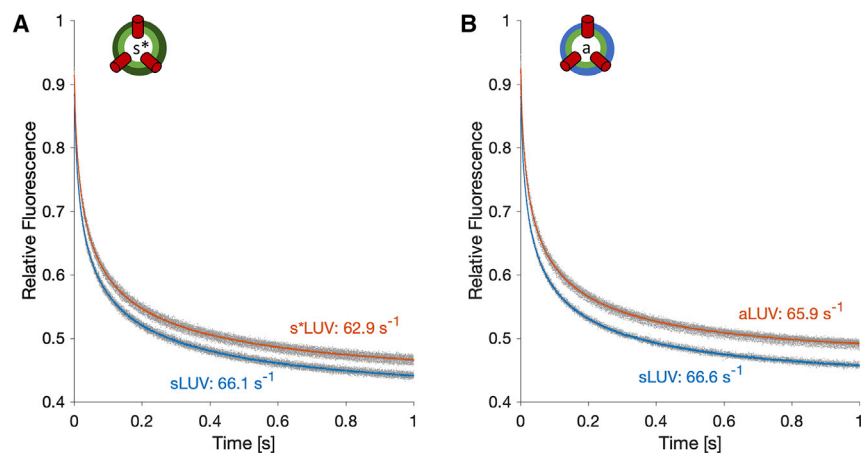 A
s*
Relative Fluorescence
1
0.9
0.8
0.7
0.6
0.5
0.4
s*LUV: 62.9 s⁻¹
sLUV: 66.1 s⁻¹
0 0.2 0.4 0.6 0.8 1
Time [s]
B
a
Relative Fluorescence
1
0.9
0.8
0.7
0.6
0.5
0.4
aLUV: 65.9 s⁻¹
sLUV: 66.6 s⁻¹
0 0.2 0.4 0.6 0.8 1
Time [s]